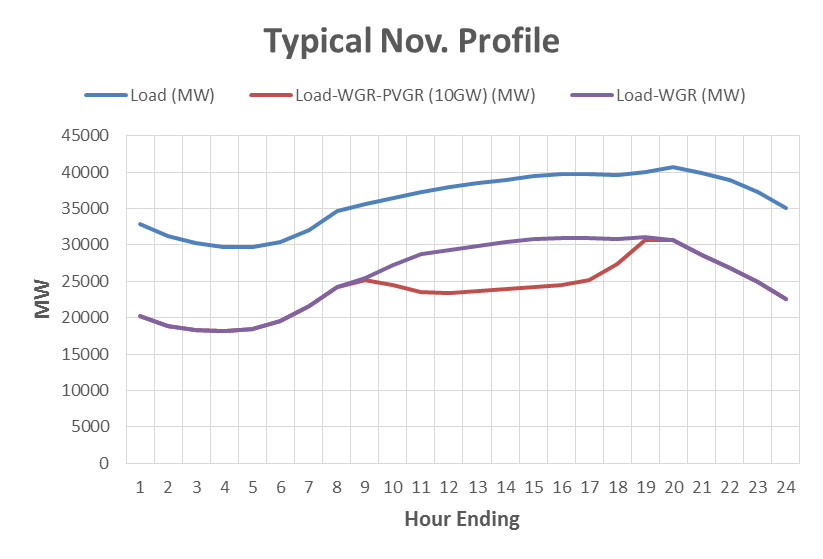 Typical Nov. Profile
Load (MW) Load-WGR-PVGR (10GW) (MW) Load-WGR (MW)
45000
40000
35000
30000
25000
20000
15000
10000
5000
0
MW
1 2 3 4 5 6 7 8 9 10 11 12 13 14 15 16 17 18 19 20 21 22 23 24
Hour Ending